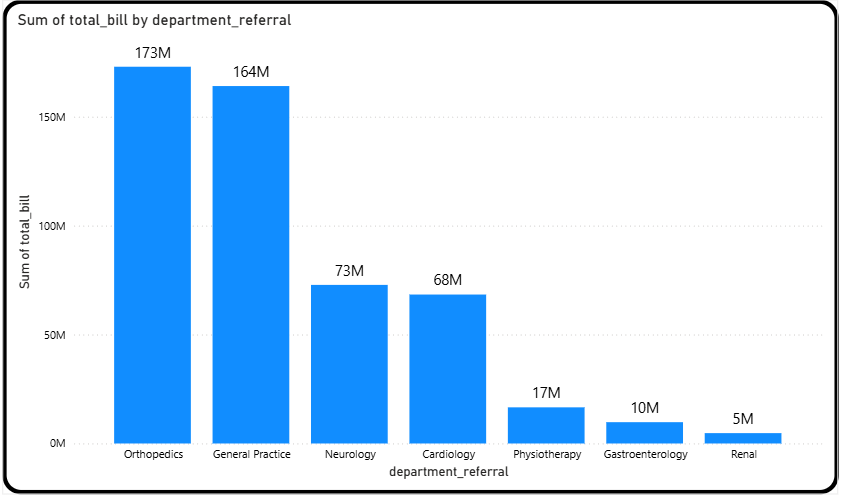 Sum of total_bill by department_referral
173M
164M
150M
Sum of total_bill
100M
73M
68M
50M
17M
10M
5M
0M
Orthopedics General Practice Neurology Cardiology Physiotherapy Gastroenterology Renal
department_referral